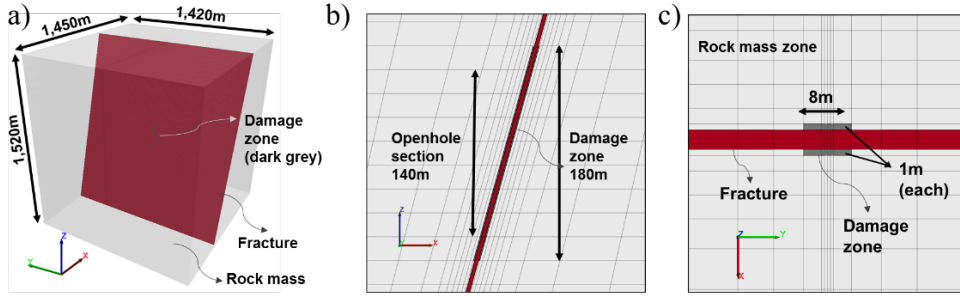 a)
1,450m
1,420m
1,520m
Damage
zone
(dark grey)
Fracture
Rock mass
Z
Y
X
b)
Openhole
section
140m
Damage
zone
180m
Z
X
c)
Rock mass zone
8m
1m
(each)
Fracture
Damage
zone
Z
Y
X